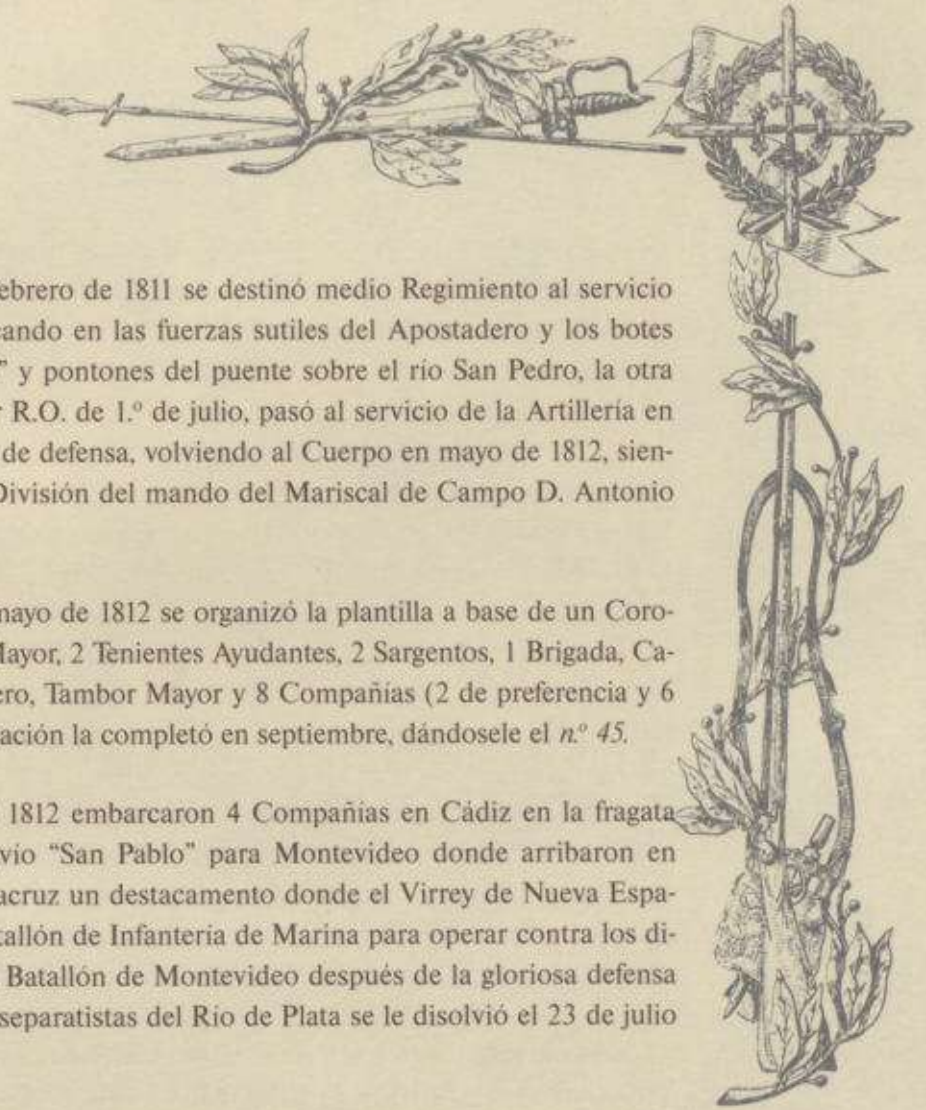 ebrero de 1811 se destinó medio Regimiento al servicio
cando en las fuerzas sutiles del Apostadero y los botes
” y pontones del puente sobre el río San Pedro, la otra
r R.O. de 1.º de julio, pasó al servicio de la Artillería en
de defensa, volviendo al Cuerpo en mayo de 1812, sien-
División del mando del Mariscal de Campo D. Antonio
mayo de 1812 se organizó la plantilla a base de un Coro-
Mayor, 2 Tenientes Ayudantes, 2 Sargentos, 1 Brigada, Ca-
ero, Tambor Mayor y 8 Compañías (2 de preferencia y 6
ación la completó en septiembre, dándosele el n.º 45.
1812 embarcaron 4 Compañías en Cádiz en la fragata
vío “San Pablo” para Montevideo donde arribaron en
acruz un destacamento donde el Virrey de Nueva Espa-
tallón de Infantería de Marina para operar contra los di-
Batallón de Montevideo después de la gloriosa defensa
separatistas del Río de Plata se le disolvió el 23 de julio